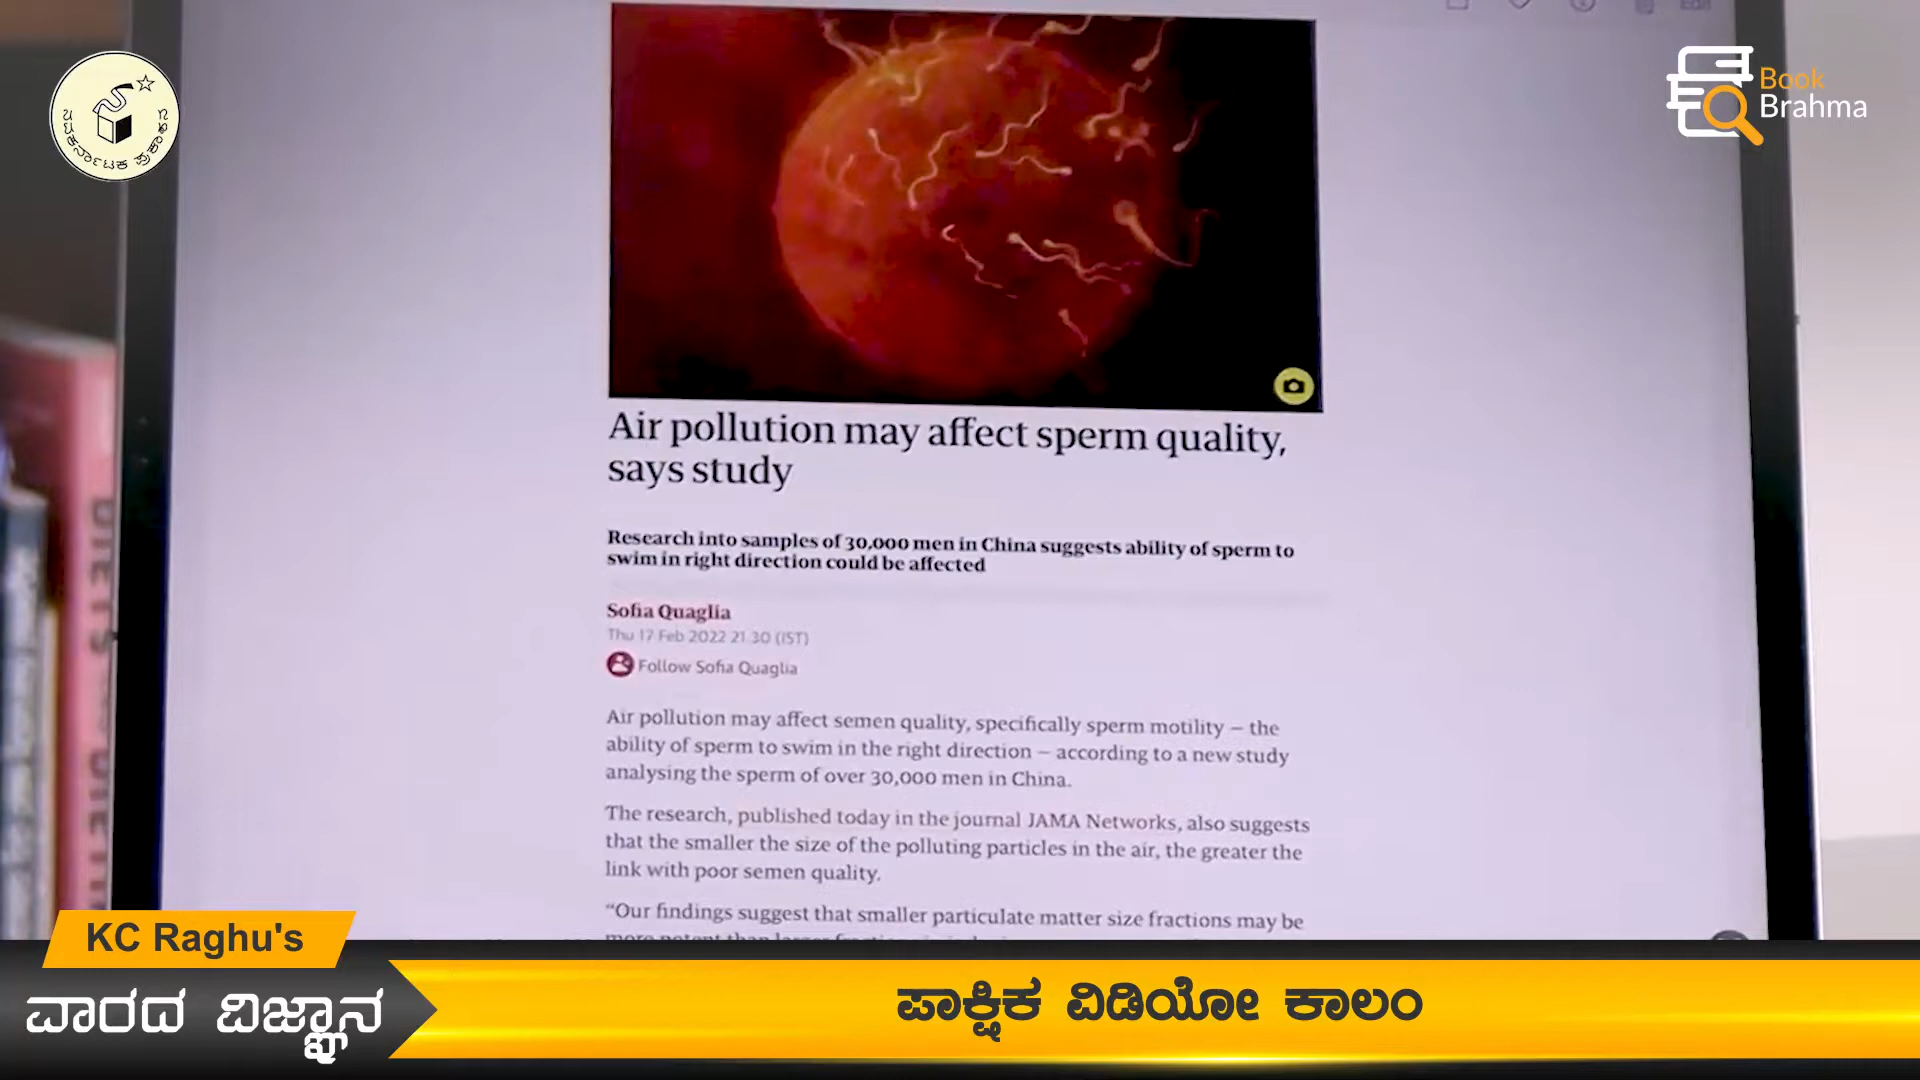 ನವಕರ್ನಾಟಕ ಪ್ರಕಾಶನ
Book
Brahma
Edit
Air pollution may affect sperm quality,
says study
Research into samples of 30,000 men in China suggests ability of sperm to
swim in right direction could be affected
Sofia Quaglia
Thu 17 Feb 2022 21.30 (IST)
Follow Sofia Quaglia
Air pollution may affect semen quality, specifically sperm motility – the
ability of sperm to swim in the right direction – according to a new study
analysing the sperm of over 30,000 men in China.
The research, published today in the journal JAMA Networks, also suggests
that the smaller the size of the polluting particles in the air, the greater the
link with poor semen quality.
“Our findings suggest that smaller particulate matter size fractions may be
KC Raghu's
ವಾರದ ವಿಜ್ಞಾನ
ಪಾಕ್ಷಿಕ ವಿಡಿಯೋ ಕಾಲಂ